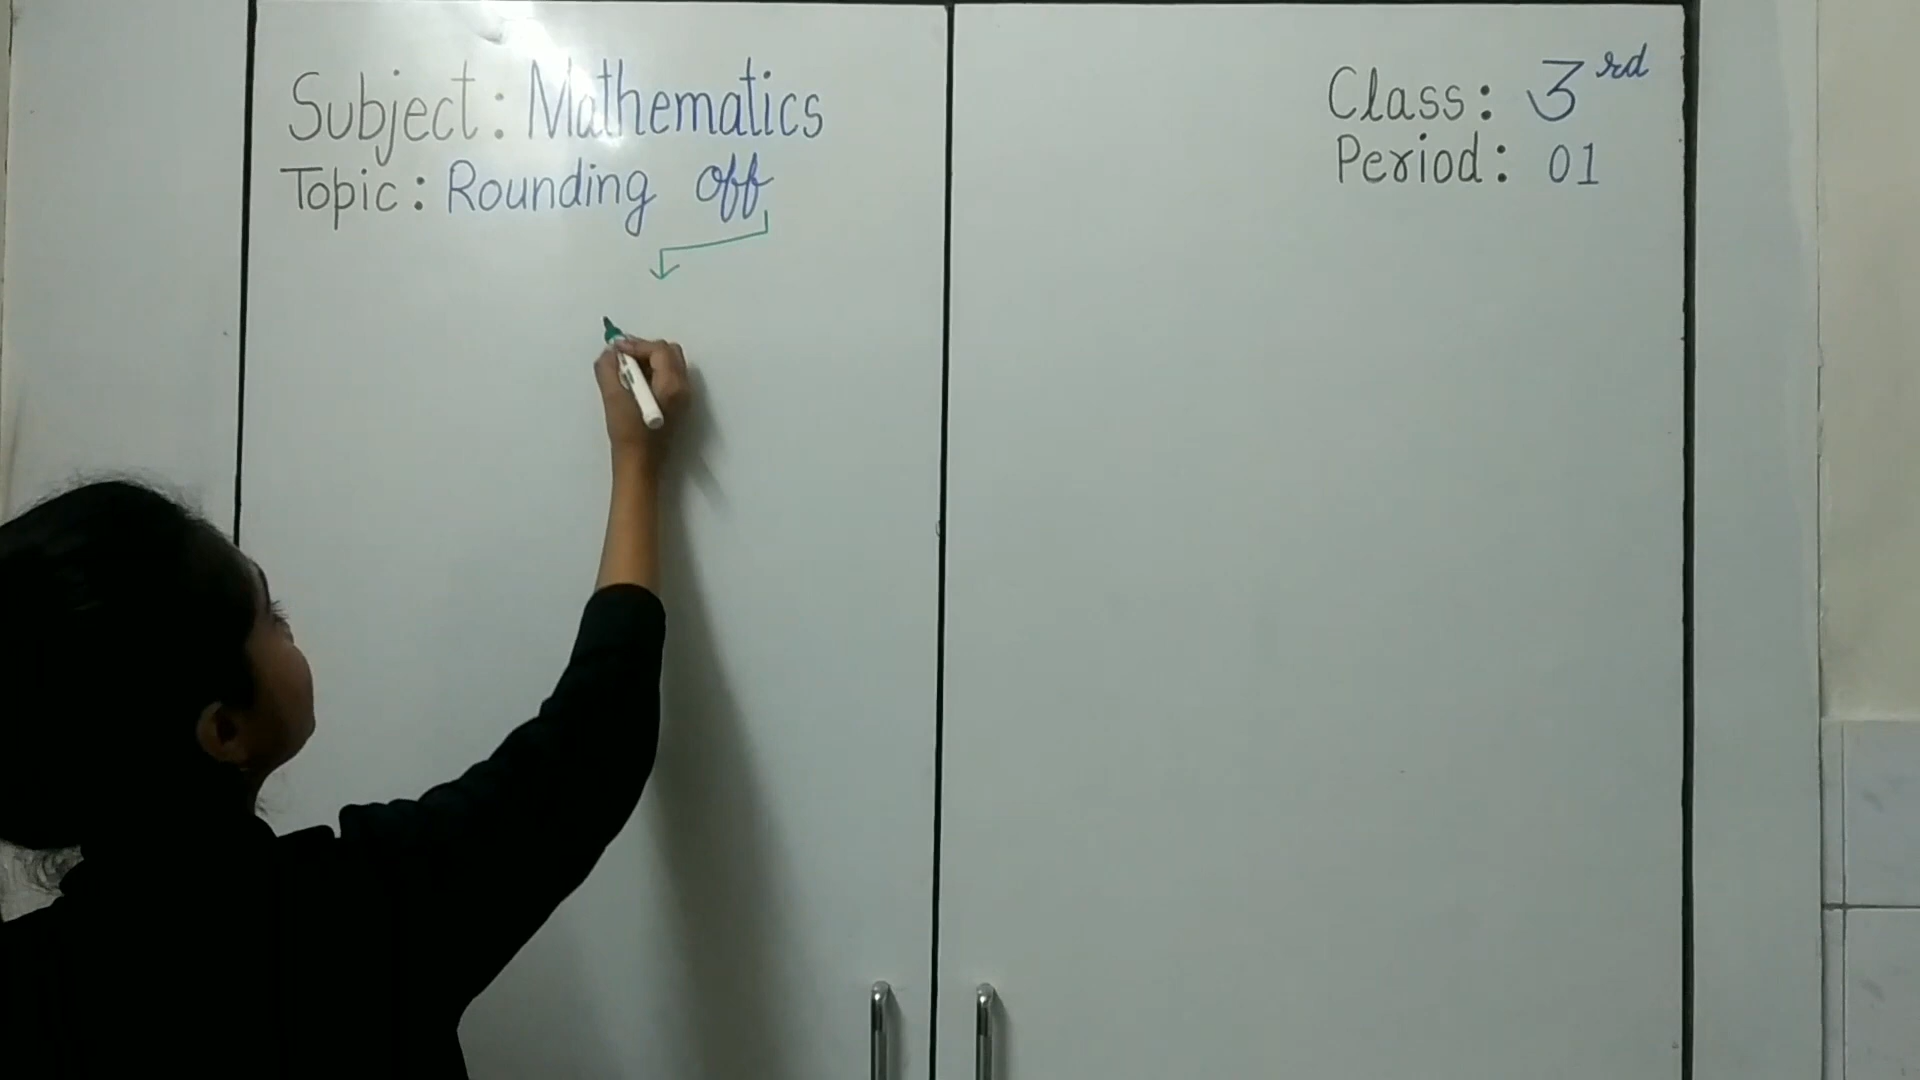 Subject: Mathematics
Topic: Rounding off
Class: 3rd
Period: 01